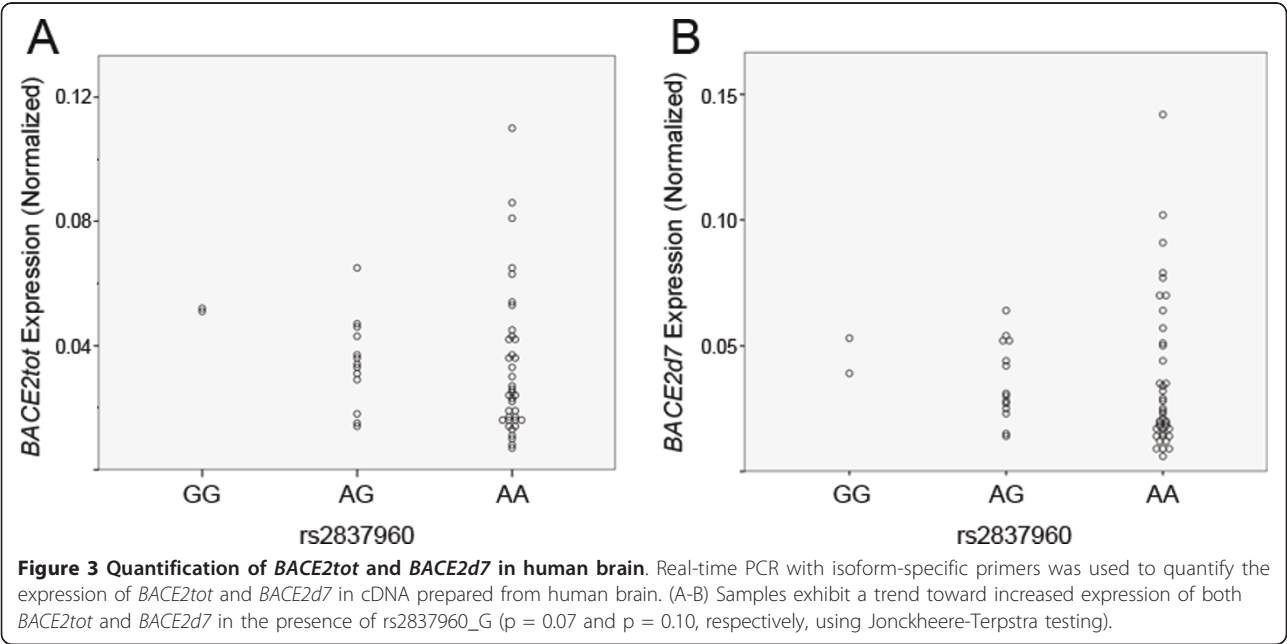 A
BACE2tot Expression (Normalized)
0.12
0.08
0.04
GG AG AA
rs2837960
B
BACE2d7 Expression (Normalized)
0.15
0.10
0.05
GG AG AA
rs2837960
Figure 3 Quantification of BACE2tot and BACE2d7 in human brain. Real-time PCR with isoform-specific primers was used to quantify the
expression of BACE2tot and BACE2d7 in cDNA prepared from human brain. (A-B) Samples exhibit a trend toward increased expression of both
BACE2tot and BACE2d7 in the presence of rs2837960_G (p = 0.07 and p = 0.10, respectively, using Jonckheere-Terpstra testing).